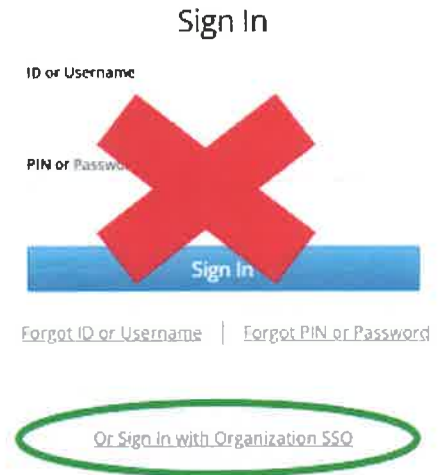 Sign In
ID or Username
PIN or Passwo
Sign In
Forgot ID or Username | Forgot PIN or Password
Or Sign In with Organization SSO